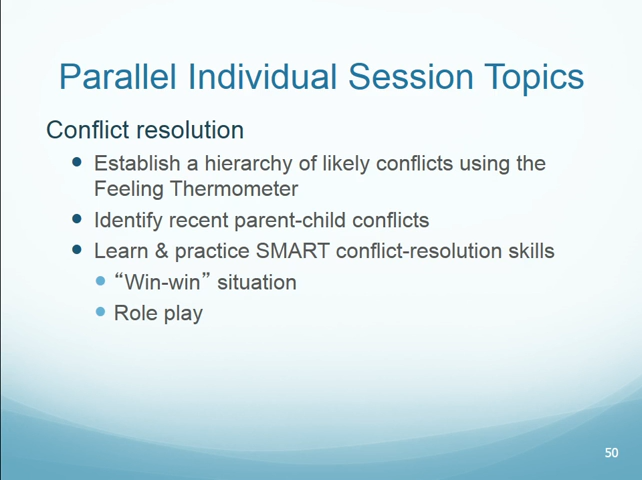 Parallel Individual Session Topics
Conflict resolution
• Establish a hierarchy of likely conflicts using the
Feeling Thermometer
• Identify recent parent-child conflicts
• Learn & practice SMART conflict-resolution skills
• “Win-win” situation
• Role play
50